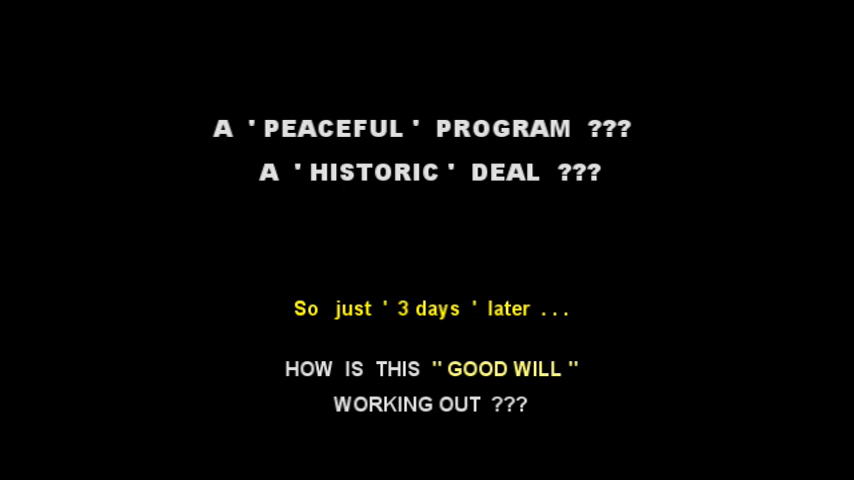 A ' PEACEFUL ' PROGRAM ???
A ' HISTORIC ' DEAL ???
So just ' 3 days ' later . . .
HOW IS THIS " GOOD WILL "
WORKING OUT ???